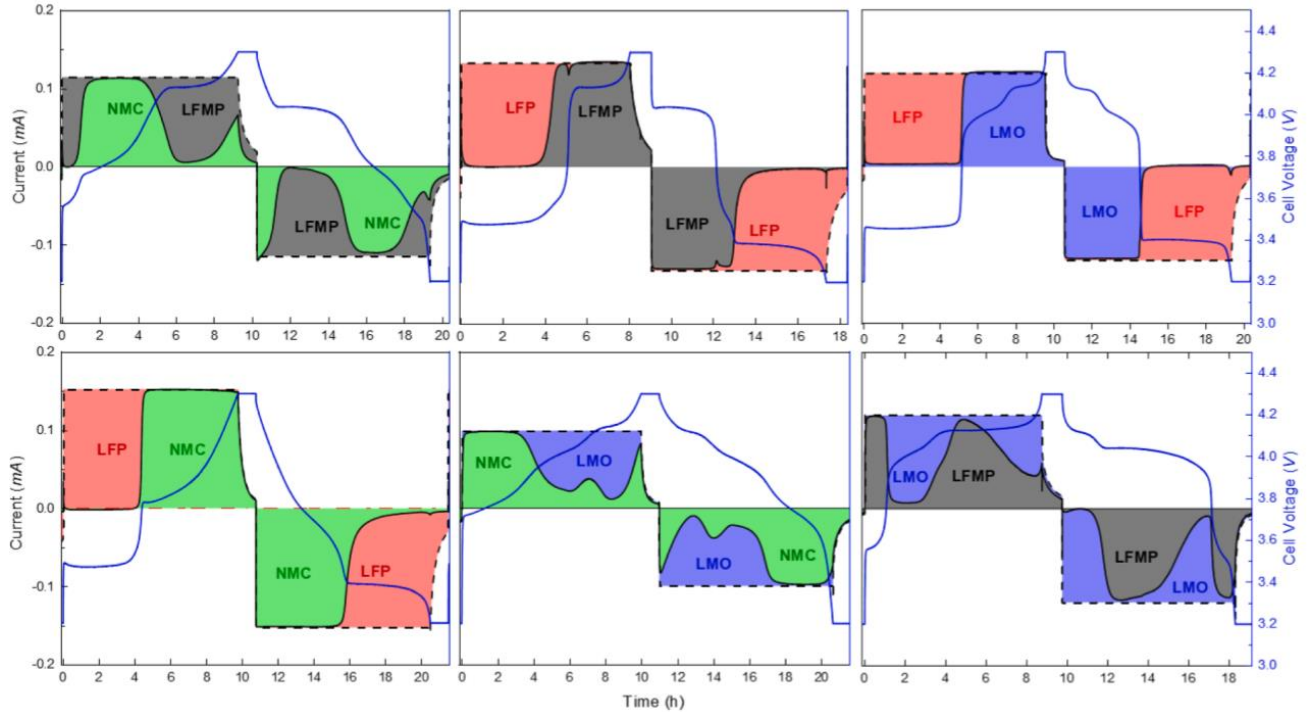 0.2
0.1
0.0
-0.1
-0.2
Current (mA)
NMC
LFMP
LFMP
NMC
0 2 4 6 8 10 12 14 16 18 20
LFP
LFMP
LFMP
LFP
0 2 4 6 8 10 12 14 16 18
LFP
LMO
LMO
LFP
0 2 4 6 8 10 12 14 16 18 20
4.4
4.2
4.0
3.8
3.6
3.4
3.2
3.0
Cell Voltage (V)
0.2
0.1
0.0
-0.1
-0.2
Current (mA)
LFP
NMC
NMC
LFP
0 2 4 6 8 10 12 14 16 18 20
NMC
LMO
LMO
NMC
0 2 4 6 8 10 12 14 16 18 20
LMO
LFMP
LFMP
LMO
0 2 4 6 8 10 12 14 16 18
4.4
4.2
4.0
3.8
3.6
3.4
3.2
3.0
Cell Voltage (V)
Time (h)